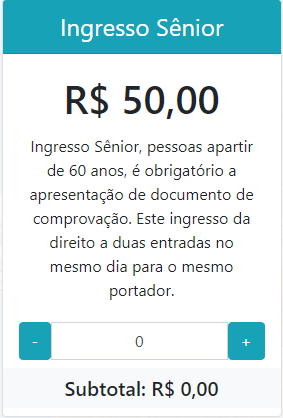 Ingresso Sênior
R$ 50,00
Ingresso Sênior, pessoas apartir
de 60 anos, é obrigatório a
apresentação de documento de
comprovação. Este ingresso da
direito a duas entradas no
mesmo dia para o mesmo
portador.
- 0 +
Subtotal: R$ 0,00